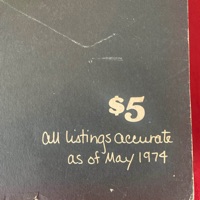 $5
all listings accurate
as of May 1974